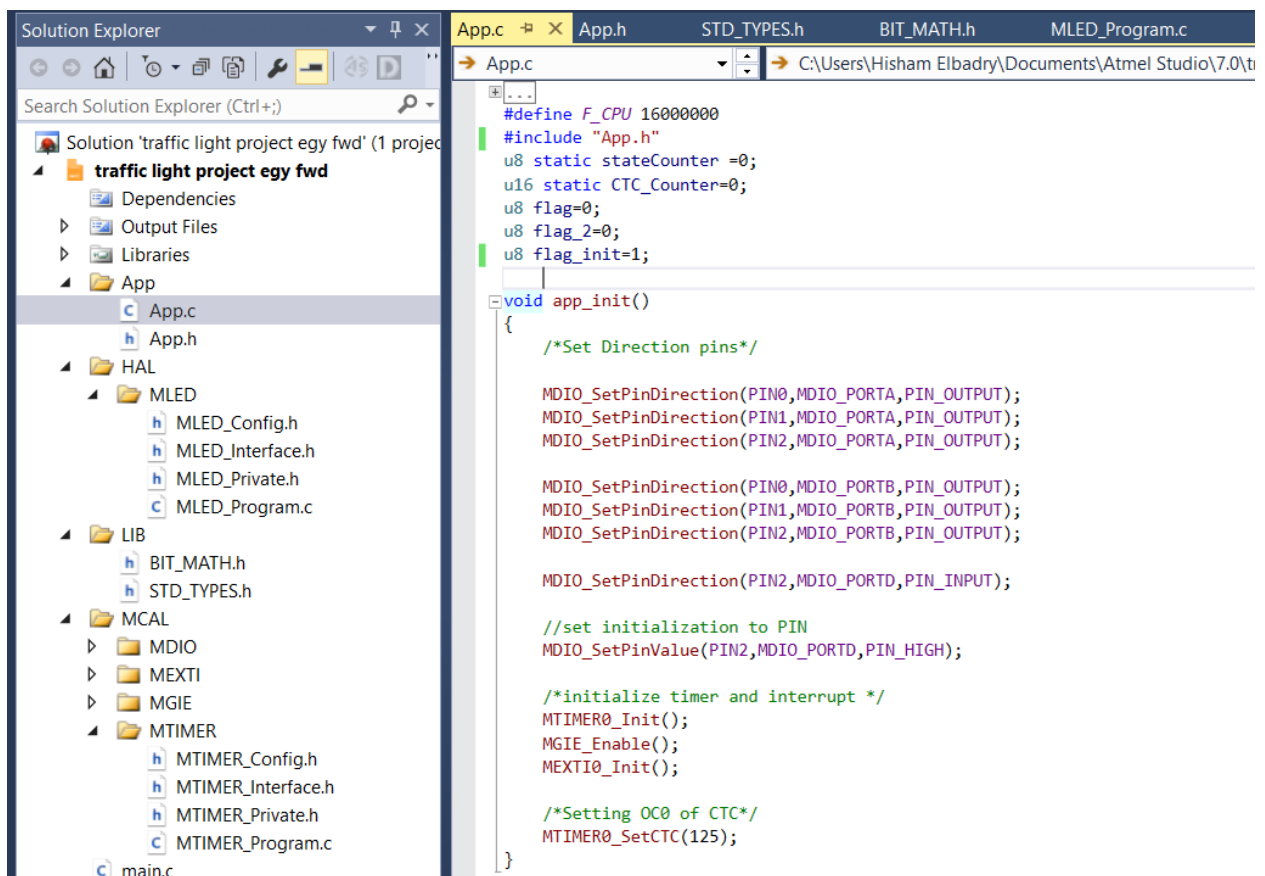 Solution Explorer
Search Solution Explorer (Ctrl+;)
Solution 'traffic light project egy fwd' (1 projec
traffic light project egy fwd
Dependencies
Output Files
Libraries
App
App.c
App.h
HAL
MLED
MLED_Config.h
MLED_Interface.h
MLED_Private.h
MLED_Program.c
LIB
BIT_MATH.h
STD_TYPES.h
MCAL
MDIO
MEXTI
MGIE
MTIMER
MTIMER_Config.h
MTIMER_Interface.h
MTIMER_Private.h
MTIMER_Program.c
main.c
App.c App.h STD_TYPES.h BIT_MATH.h MLED_Program.c
App.c C:\Users\Hisham Elbadry\Documents\Atmel Studio\7.0\tr
...
#define F_CPU 16000000
#include "App.h"
u8 static stateCounter =0;
u16 static CTC_Counter=0;
u8 flag=0;
u8 flag_2=0;
u8 flag_init=1;
void app_init()
{
/*Set Direction pins*/
MDIO_SetPinDirection(PIN0,MDIO_PORTA,PIN_OUTPUT);
MDIO_SetPinDirection(PIN1,MDIO_PORTA,PIN_OUTPUT);
MDIO_SetPinDirection(PIN2,MDIO_PORTA,PIN_OUTPUT);
MDIO_SetPinDirection(PIN0,MDIO_PORTB,PIN_OUTPUT);
MDIO_SetPinDirection(PIN1,MDIO_PORTB,PIN_OUTPUT);
MDIO_SetPinDirection(PIN2,MDIO_PORTB,PIN_OUTPUT);
MDIO_SetPinDirection(PIN2,MDIO_PORTD,PIN_INPUT);
//set initialization to PIN
MDIO_SetPinValue(PIN2,MDIO_PORTD,PIN_HIGH);
/*initialize timer and interrupt */
MTIMER0_Init();
MGIE_Enable();
MEXTI0_Init();
/*Setting OC0 of CTC*/
MTIMER0_SetCTC(125);
}